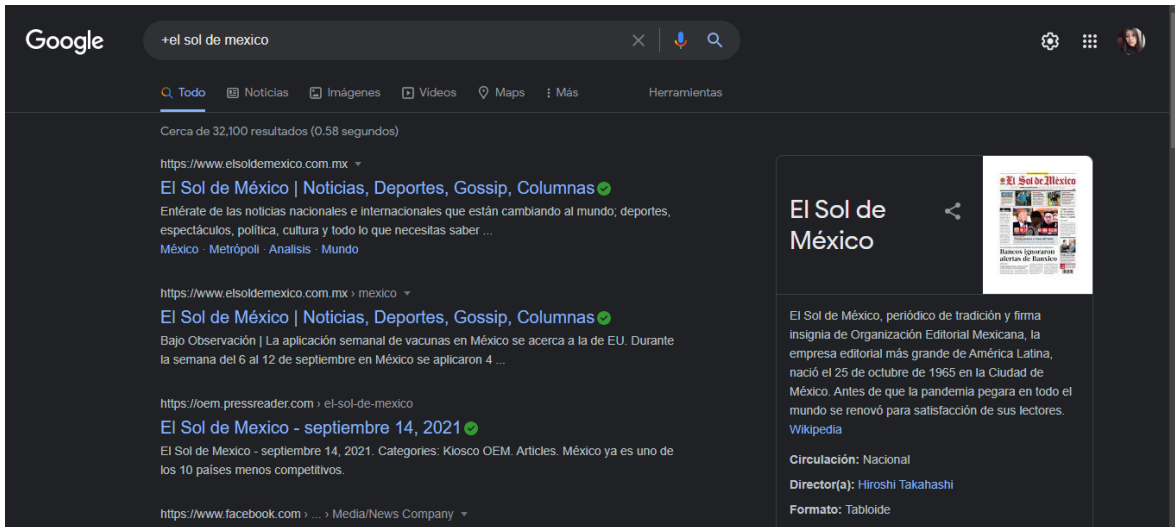 Google
+el sol de mexico
Todo Noticias Imágenes Videos Maps Más Herramientas
Cerca de 32,100 resultados (0.58 segundos)
https://www.elsoldemexico.com.mx
El Sol de México | Noticias, Deportes, Gossip, Columnas
Entérate de las noticias nacionales e internacionales que están cambiando al mundo; deportes,
espectáculos, política, cultura y todo lo que necesitas saber ...
México · Metrópoli · Analisis · Mundo
https://www.elsoldemexico.com.mx › mexico
El Sol de México | Noticias, Deportes, Gossip, Columnas
Bajo Observación | La aplicación semanal de vacunas en México se acerca a la de EU. Durante
la semana del 6 al 12 de septiembre en México se aplicaron 4 ...
https://oem.pressreader.com › el-sol-de-mexico
El Sol de Mexico - septiembre 14, 2021
El Sol de Mexico - septiembre 14, 2021. Categories: Kiosco OEM. Articles. México ya es uno de
los 10 países menos competitivos.
https://www.facebook.com › ... › Media/News Company
El Sol de
México
El Sol de México
Bancos ignoraron
alertas de Banxico
El Sol de México, periódico de tradición y firma
insignia de Organización Editorial Mexicana, la
empresa editorial más grande de América Latina,
nació el 25 de octubre de 1965 en la Ciudad de
México. Antes de que la pandemia pegara en todo el
mundo se renovó para satisfacción de sus lectores.
Wikipedia
Circulación: Nacional
Director(a): Hiroshi Takahashi
Formato: Tabloide